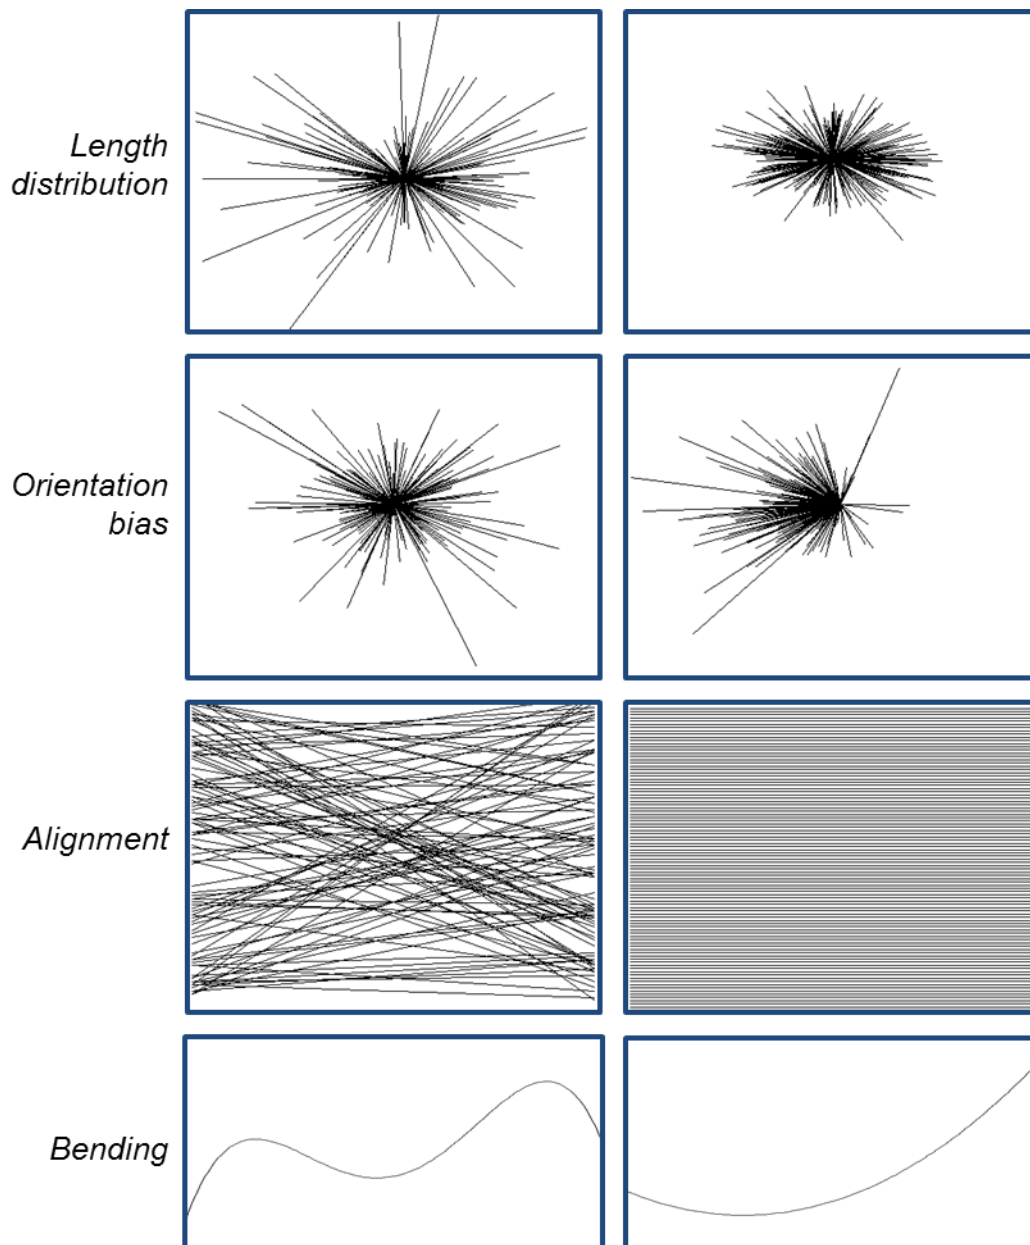 Length
distribution
Orientation
bias
Alignment
Bending